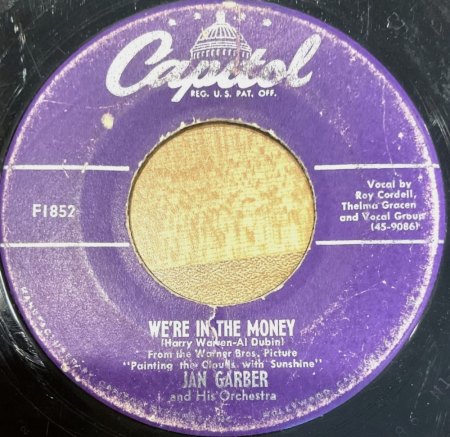 Capitol
REG. U.S. PAT. OFF.
F1852
Vocal by
Roy Cordell,
Thelma Gracen
and Vocal Group
(45-9086)
WE'RE IN THE MONEY
(Harry Warren-Al Dubin)
From the Warner Bros. Picture
"Painting the Clouds with Sunshine"
JAN GARBER
and His Orchestra